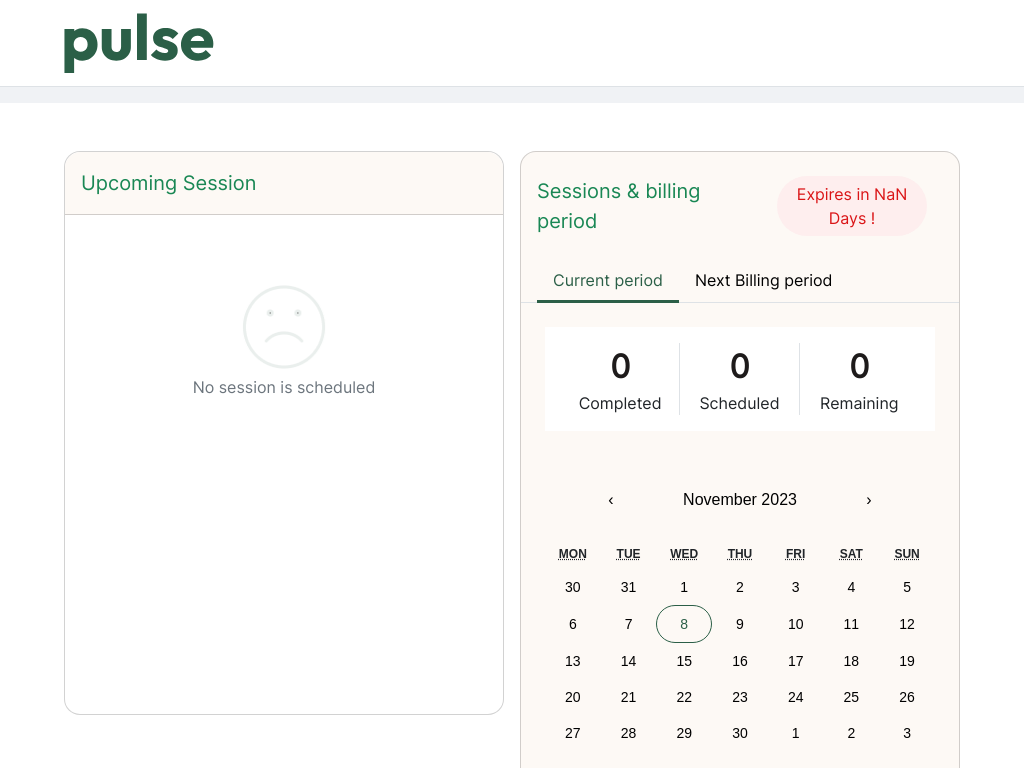 pulse
Upcoming Session
No session is scheduled
Sessions & billing
period
Expires in NaN
Days !
Current period
Next Billing period
0 0 0
Completed Scheduled Remaining
‹ November 2023 ›
MON TUE WED THU FRI SAT SUN
30 31 1 2 3 4 5
6 7 8 9 10 11 12
13 14 15 16 17 18 19
20 21 22 23 24 25 26
27 28 29 30 1 2 3